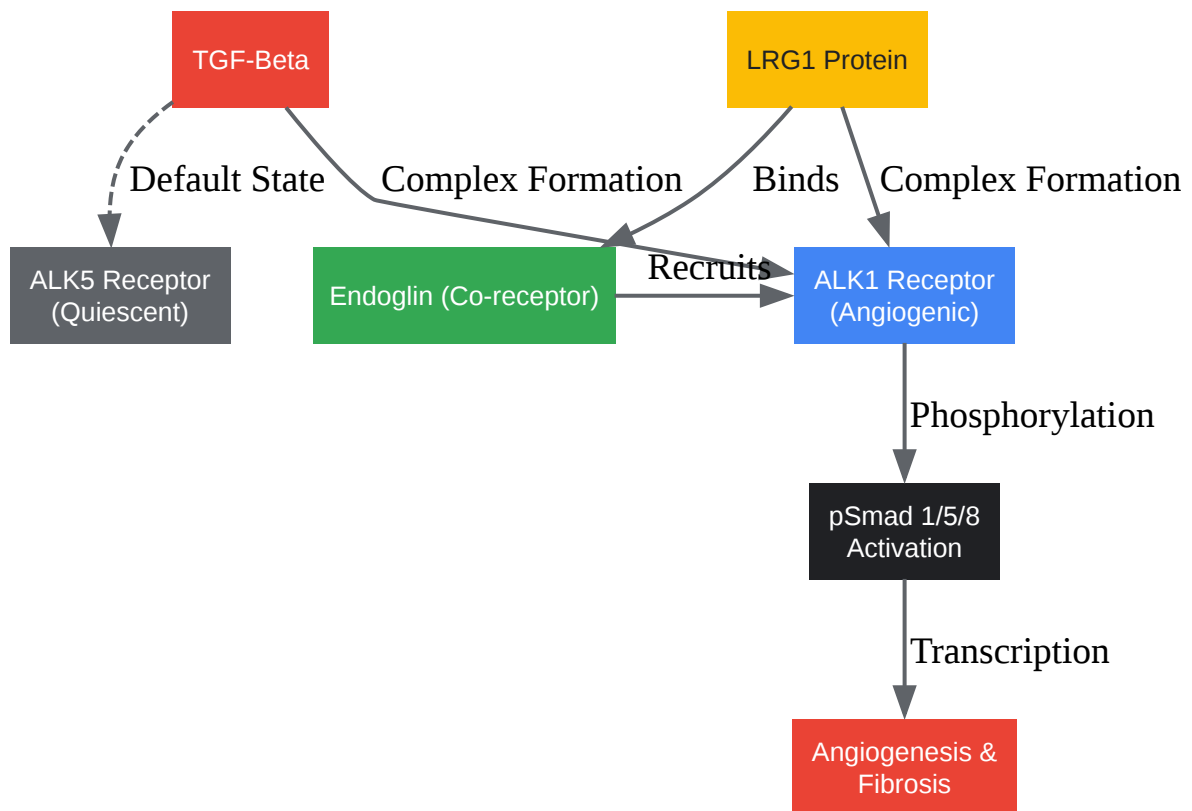 TGF-Beta
LRG1 Protein
Default State
Complex Formation
Binds
Complex Formation
ALK5 Receptor
(Quiescent)
Endoglin (Co-receptor)
Recruits
ALK1 Receptor
(Angiogenic)
Phosphorylation
pSmad 1/5/8
Activation
Transcription
Angiogenesis &
Fibrosis